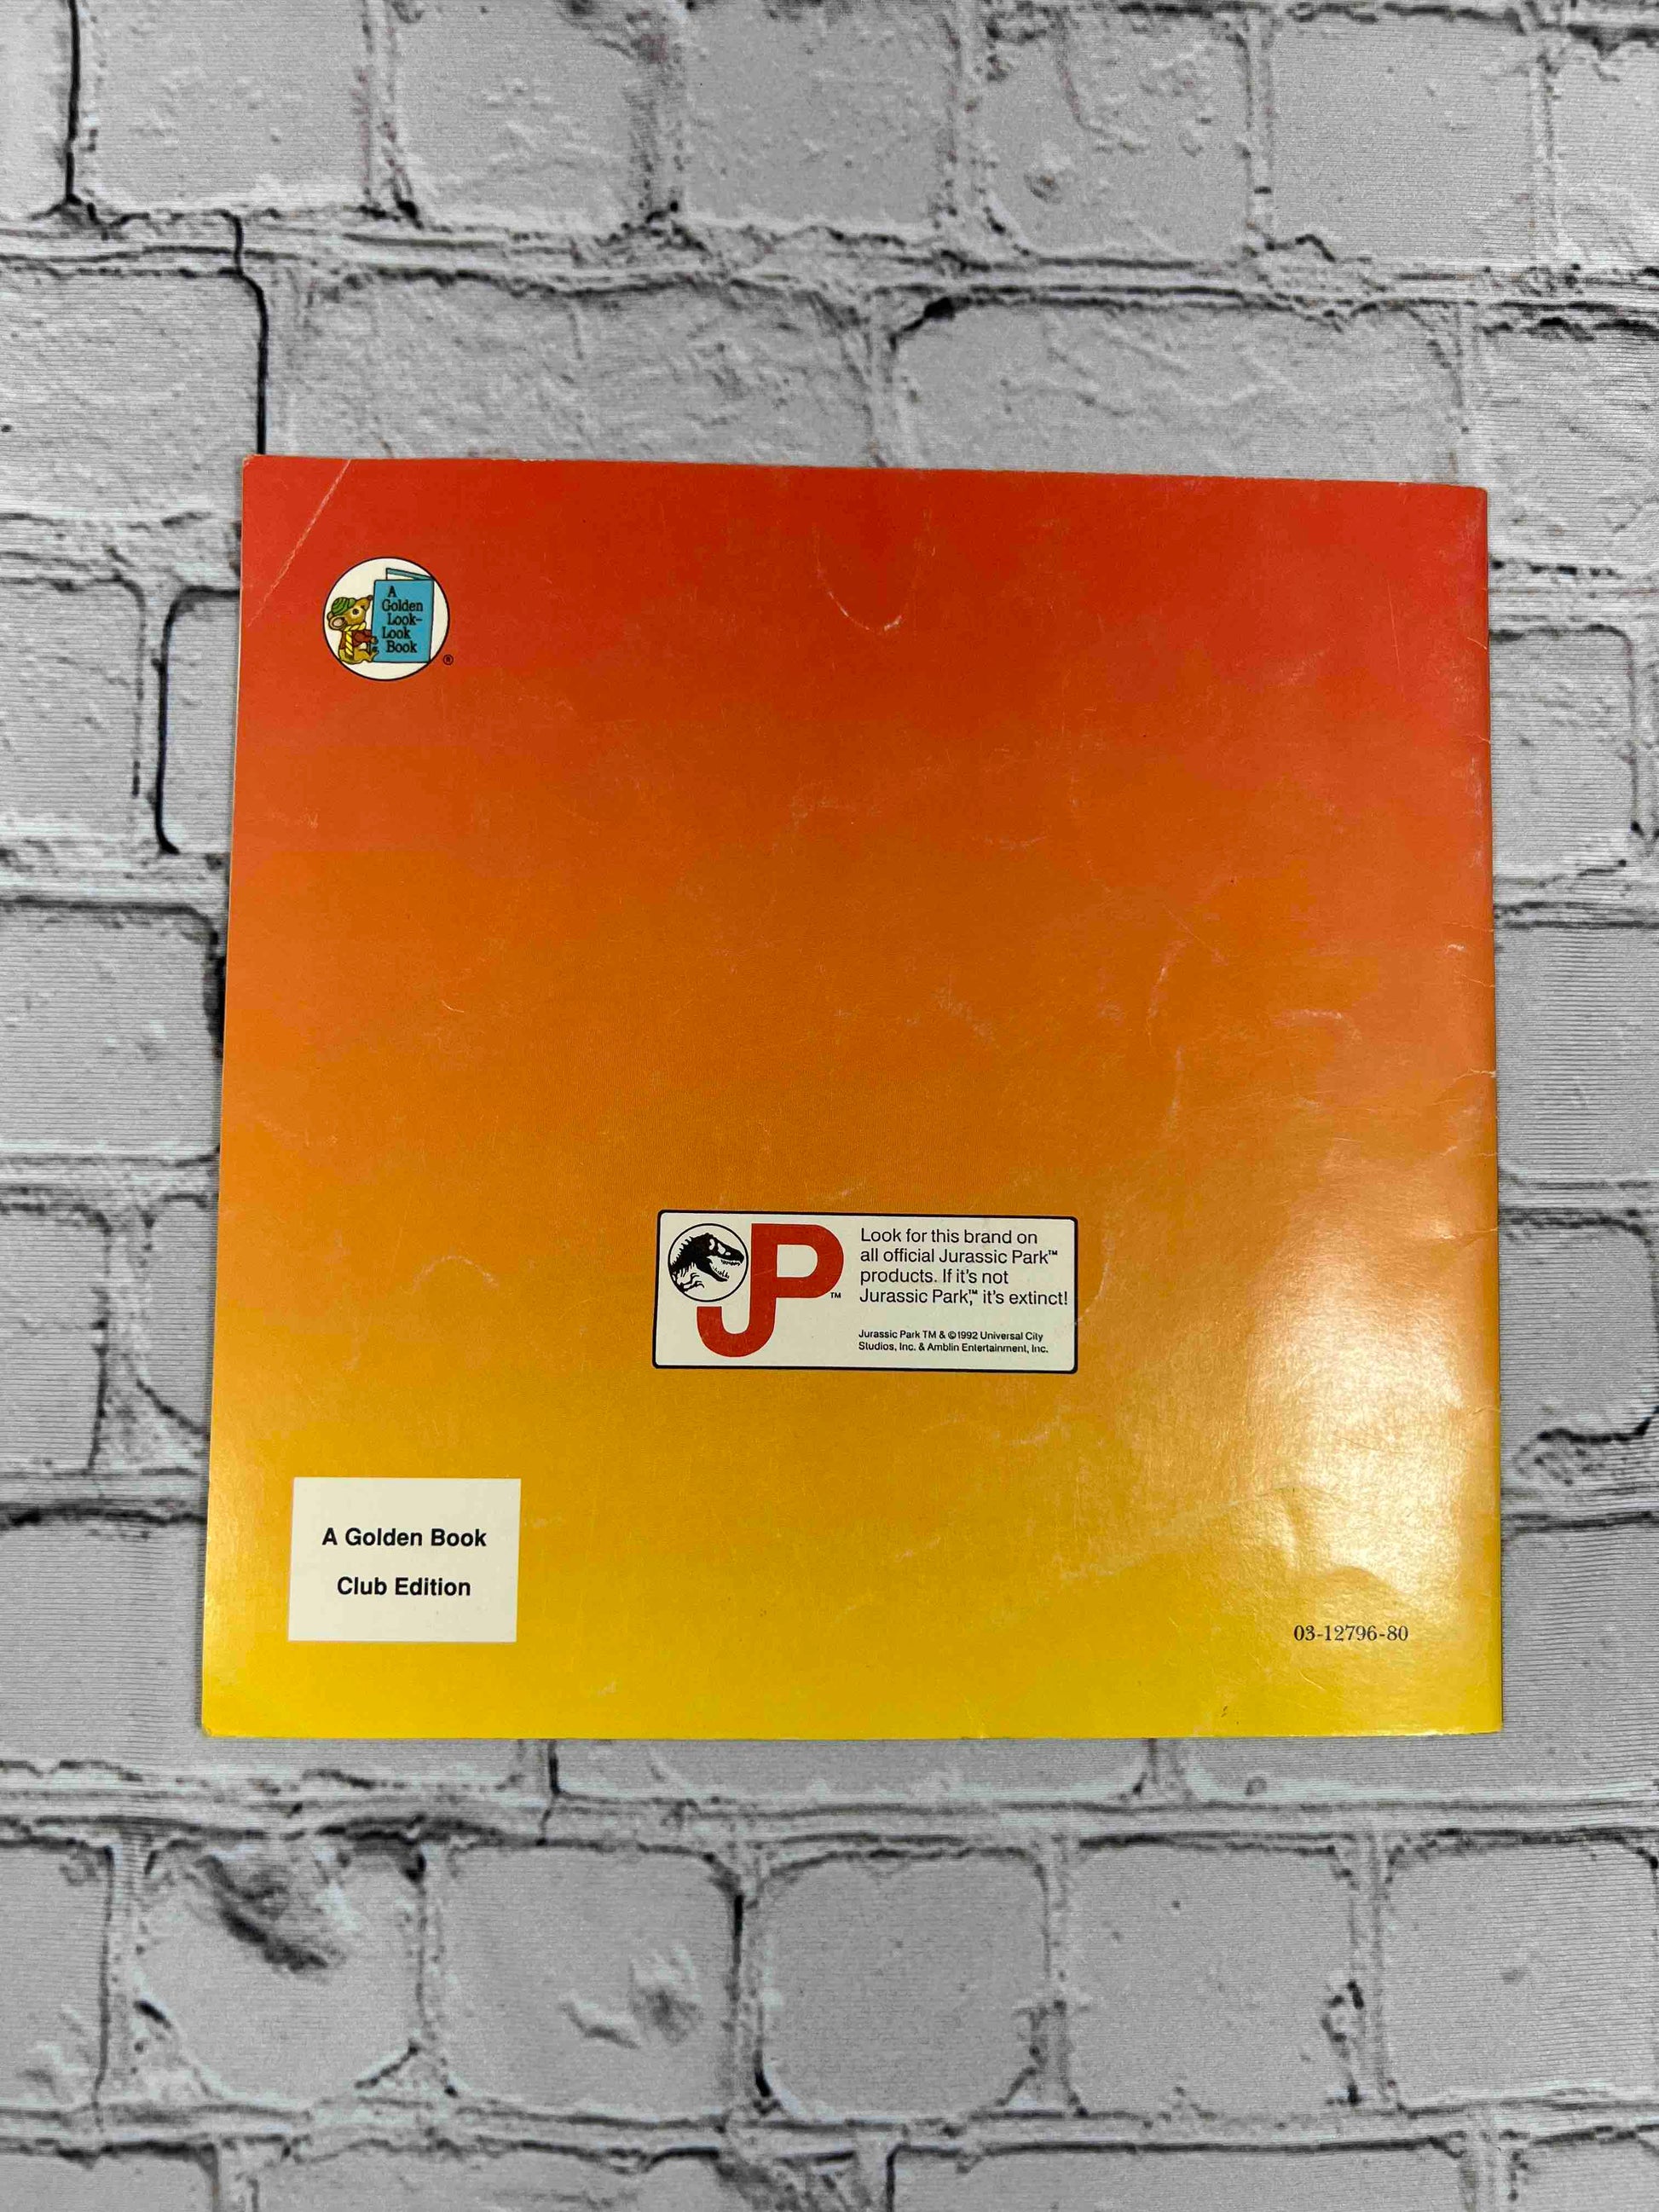 A
Golden
Look-
Look
Book
®
JP
TM
Look for this brand on
all official Jurassic Park™
products. If it's not
Jurassic Park,™ it's extinct!
Jurassic Park TM & ©1992 Universal City
Studios, Inc. & Amblin Entertainment, Inc.
A Golden Book
Club Edition
03-12796-80